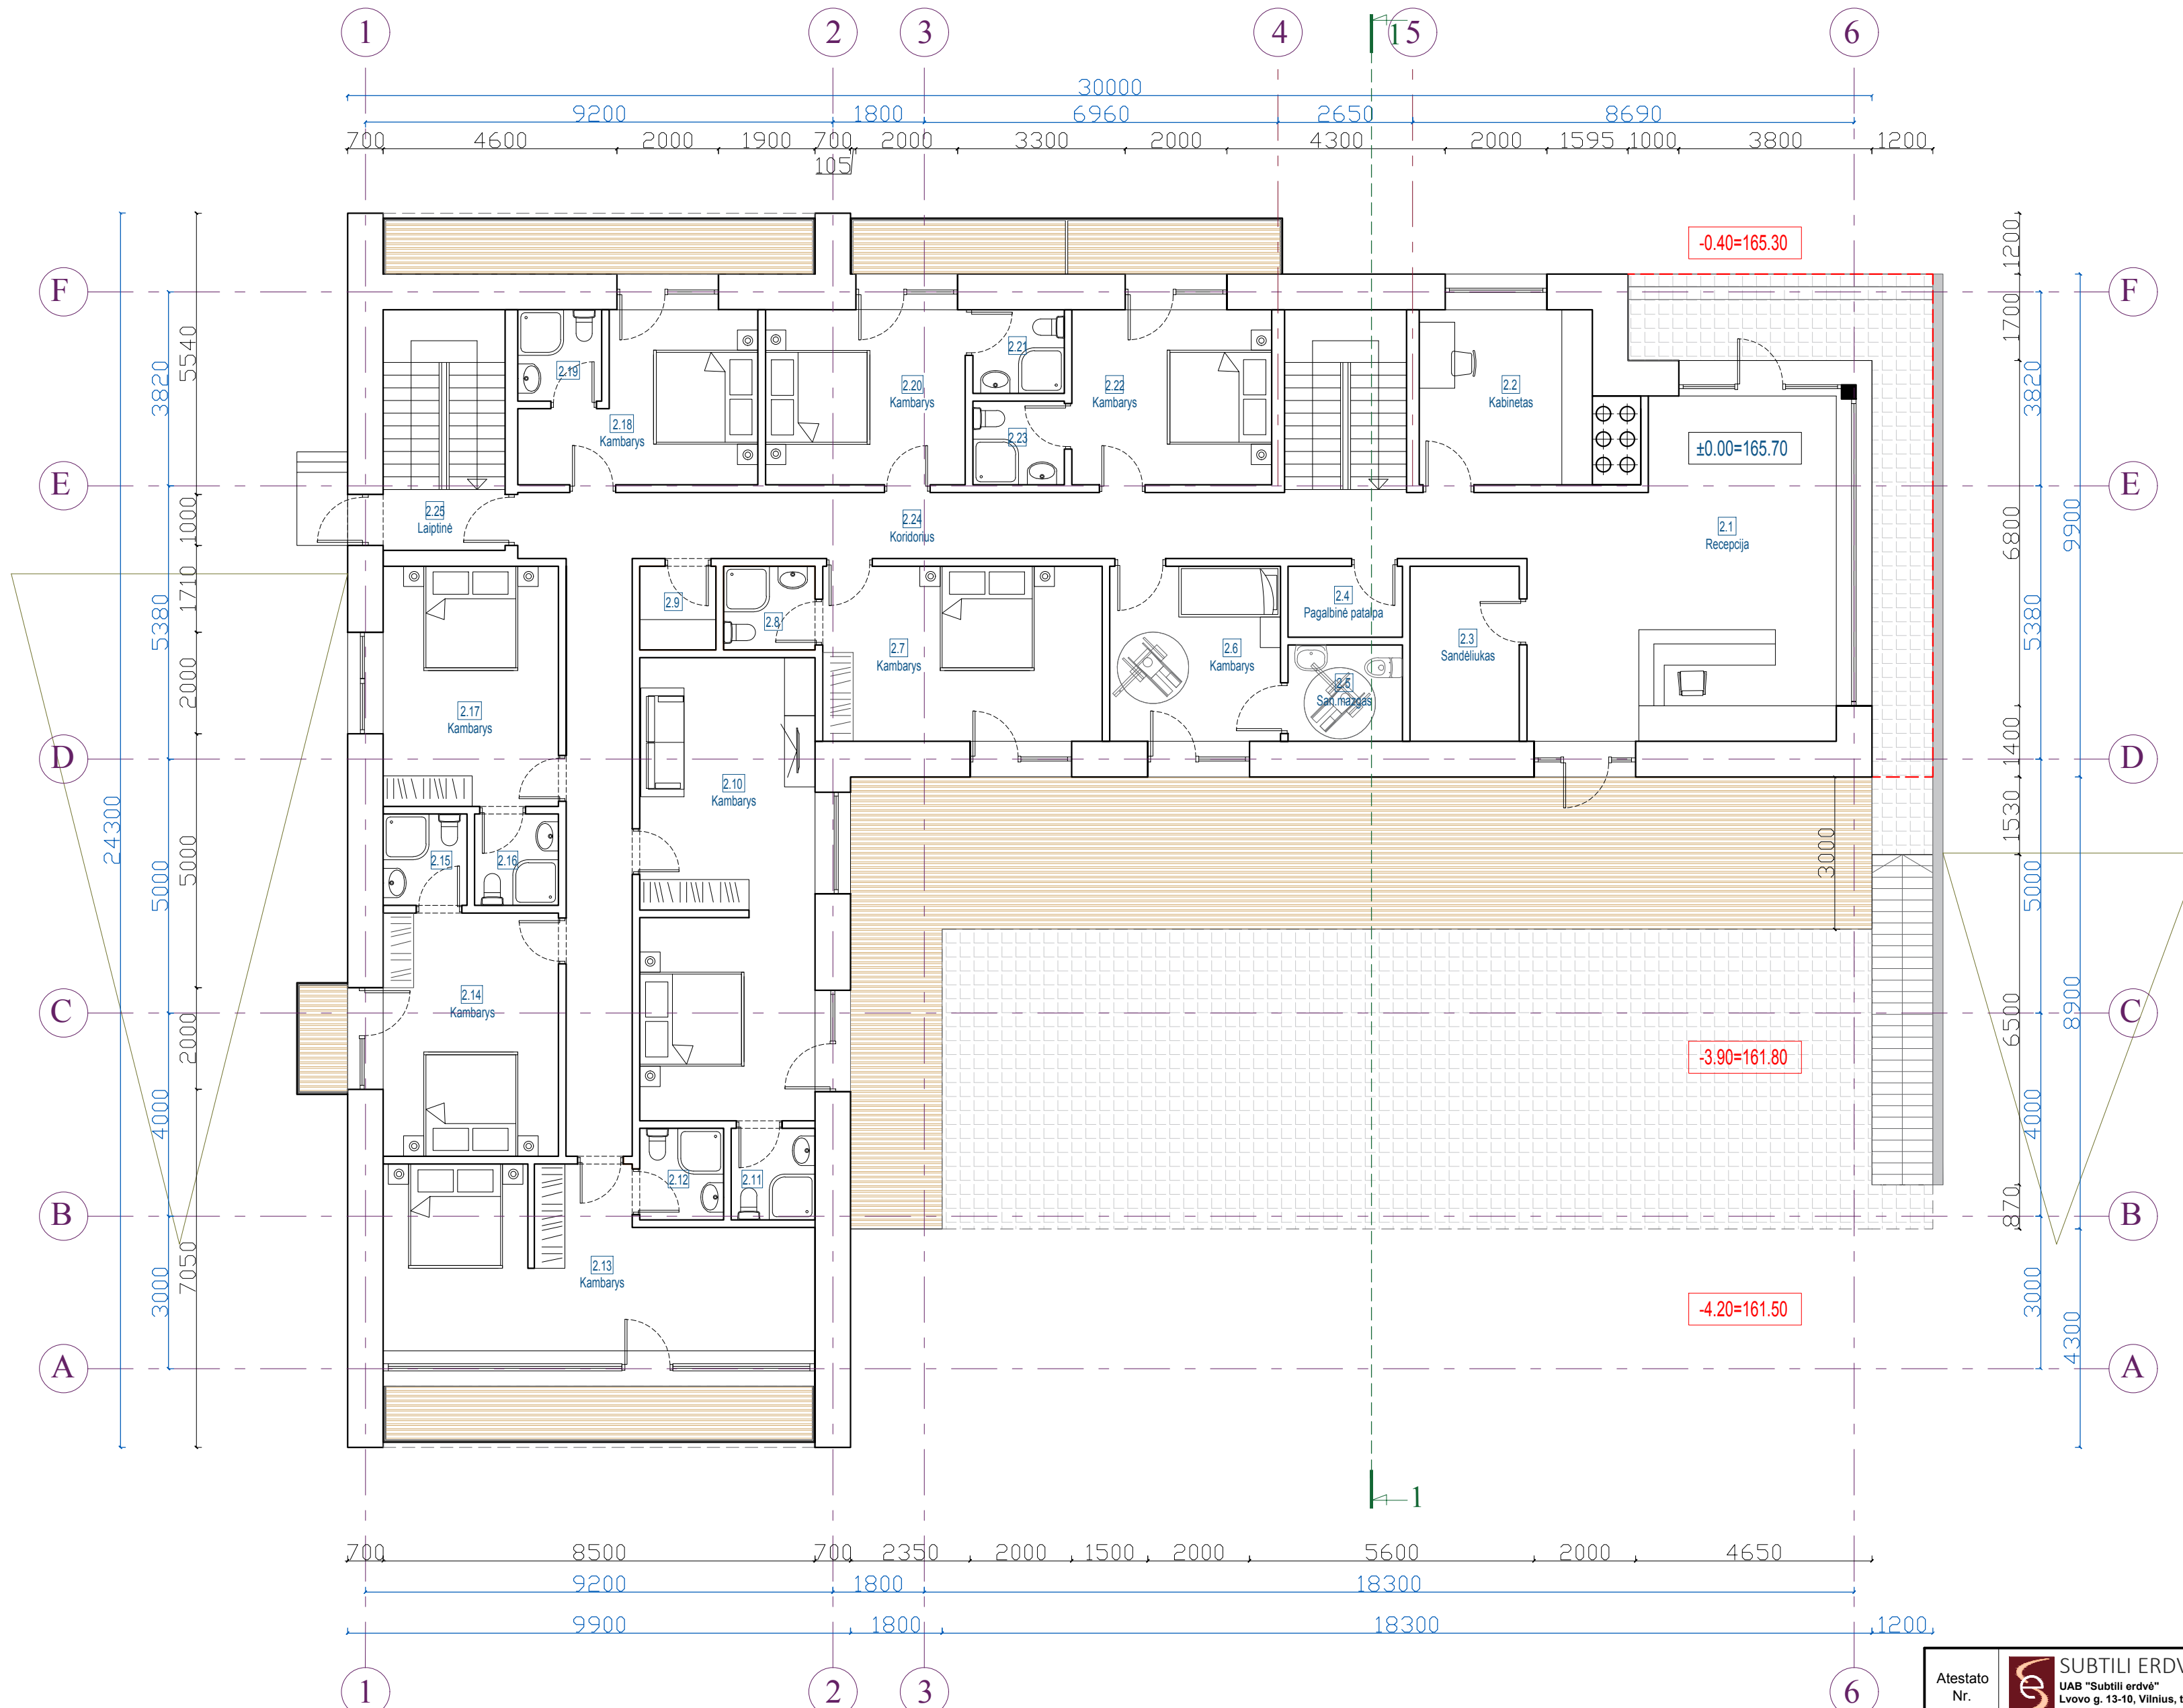 1 2 3 4 1 5 6
30000
9200 1800 6960 2650 8690
700 4600 2000 1900 700 2000 3300 2000 4300 2000 1595 1000 3800 1200
105
-0.40=165.30
1200
F F
1700
5540
3820 3820
2.19
2.21
2.20
Kambarys
2.22
Kambarys
2.2
Kabinetas
2.18
Kambarys
2.23
±0.00=165.70
E E
2.25
Laiptinė
2.24
Koridorius
2.1
Recepcija
1000
6800
9900
1710
5380 5380
2.9
2.8
2.4
Pagalbinė patalpa
2.7
Kambarys
2.6
Kambarys
2.3
Sandėliukas
2.5
San.mazgas
2000
2.17
Kambarys
1400
D D
2.10
Kambarys
24300
5000
5000
3000
1530
5000
2.15
2.16
2.14
Kambarys
2000
C C
6500
8900
-3.90=161.80
4000 4000
2.12
2.11
870
B B
7050
3000
2.13
Kambarys
3000
-4.20=161.50
4300
A A
1
700 8500 700 2350 2000 1500 2000 5600 2000 4650
9200 1800 18300
9900 1800 18300 1200
1 2 3 6
Atestato
Nr.
SUBTILI ERDV
UAB "Subtili erdvė"
Lvovo g. 13-10, Vilnius,